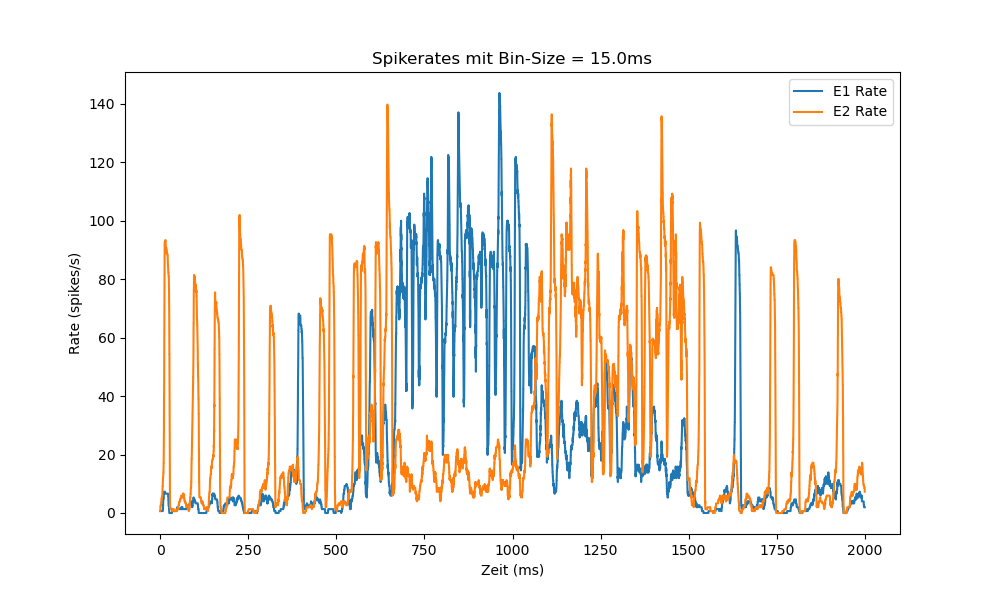 Spikerates mit Bin-Size = 15.0ms
E1 Rate
E2 Rate
140
120
100
80
60
40
20
0
Rate (spikes/s)
0 250 500 750 1000 1250 1500 1750 2000
Zeit (ms)